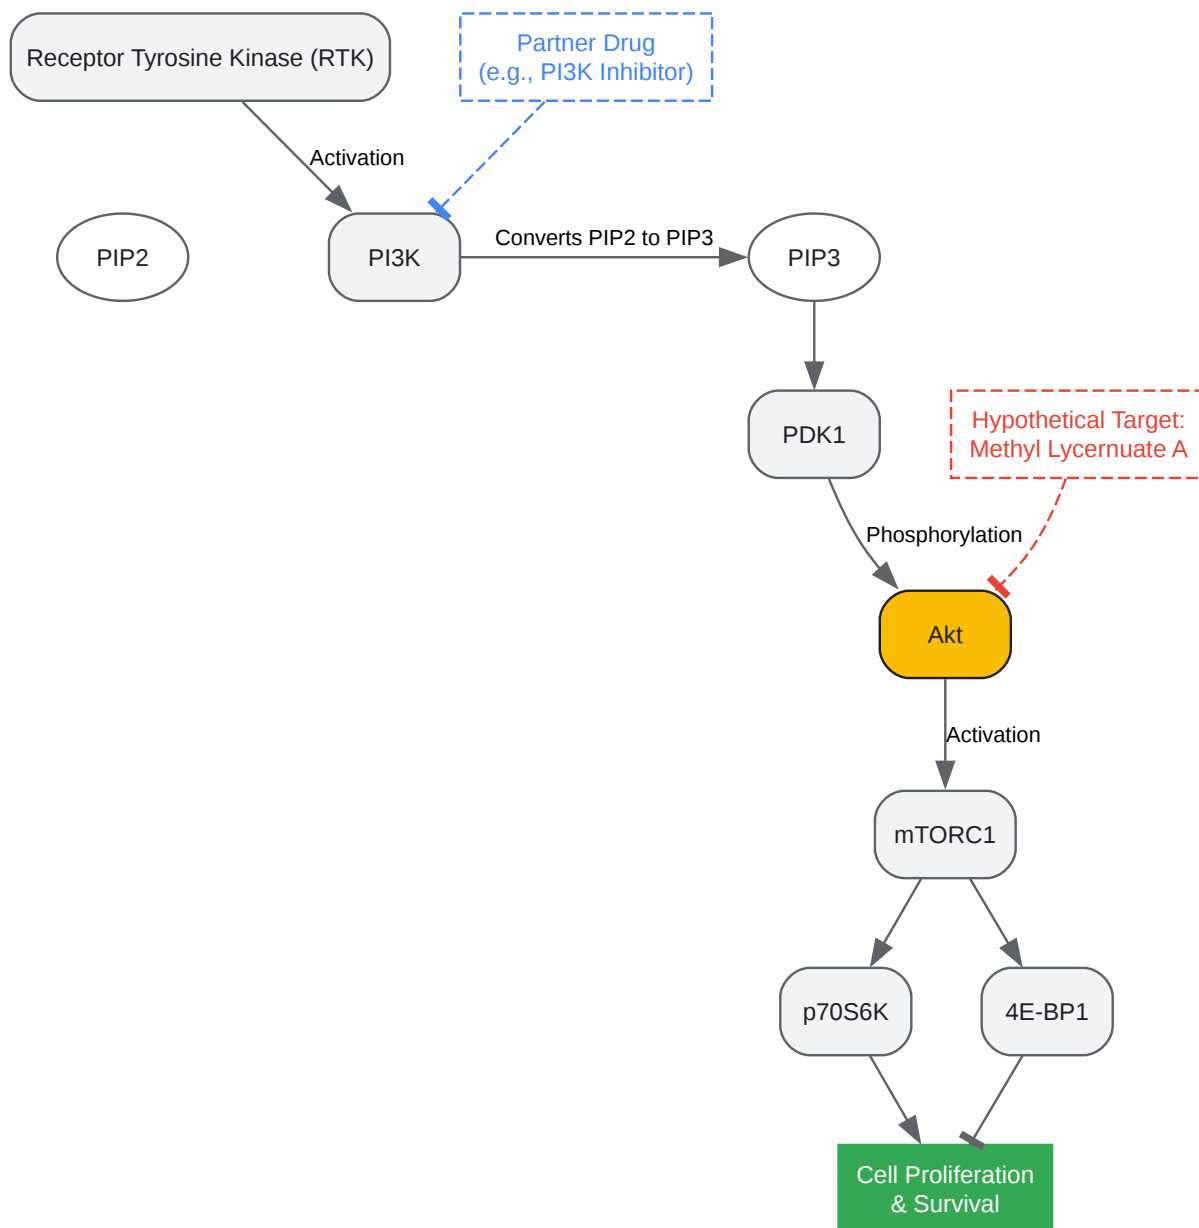 Receptor Tyrosine Kinase (RTK)
Partner Drug
(e.g., PI3K Inhibitor)
Activation
PIP2
PI3K
Converts PIP2 to PIP3
PIP3
PDK1
Hypothetical Target:
Methyl Lycernuate A
Phosphorylation
Akt
Activation
mTORC1
p70S6K
4E-BP1
Cell Proliferation
& Survival